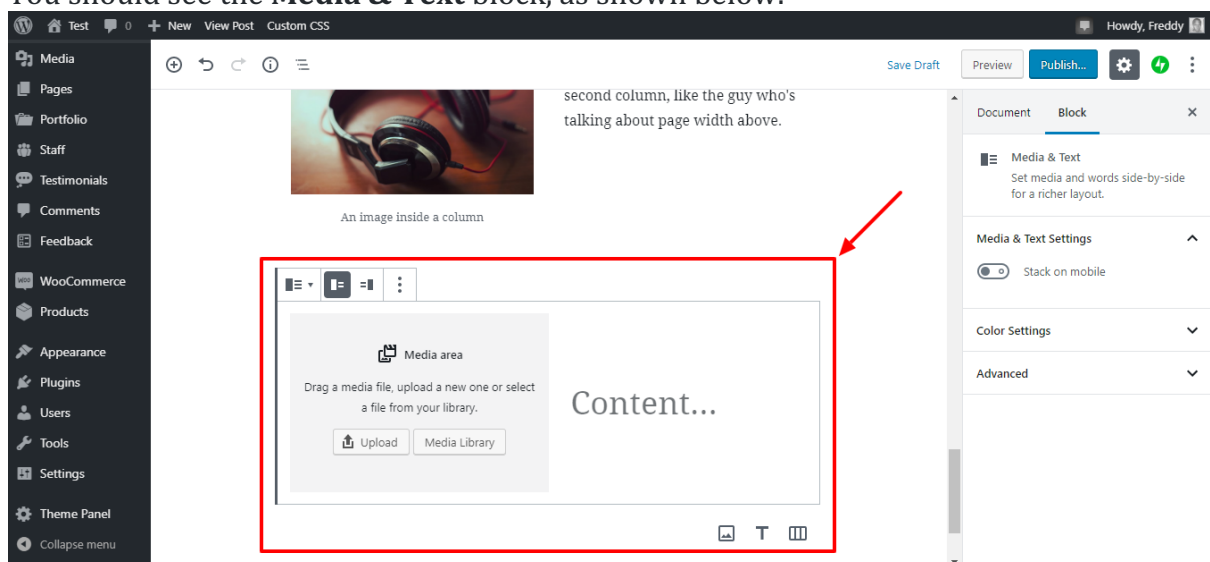 You should see the Media & Text block, as shown below:
Test 0 + New View Post Custom CSS Howdy, Freddy
Media
Pages
Portfolio
Staff
Testimonials
Comments
Feedback
WooCommerce
Products
Appearance
Plugins
Users
Tools
Settings
Theme Panel
Collapse menu
Save Draft Preview Publish...
second column, like the guy who's
talking about page width above.
An image inside a column
Media area
Drag a media file, upload a new one or select
a file from your library.
Upload Media Library
Content...
Document Block
Media & Text
Set media and words side-by-side
for a richer layout.
Media & Text Settings
Stack on mobile
Color Settings
Advanced